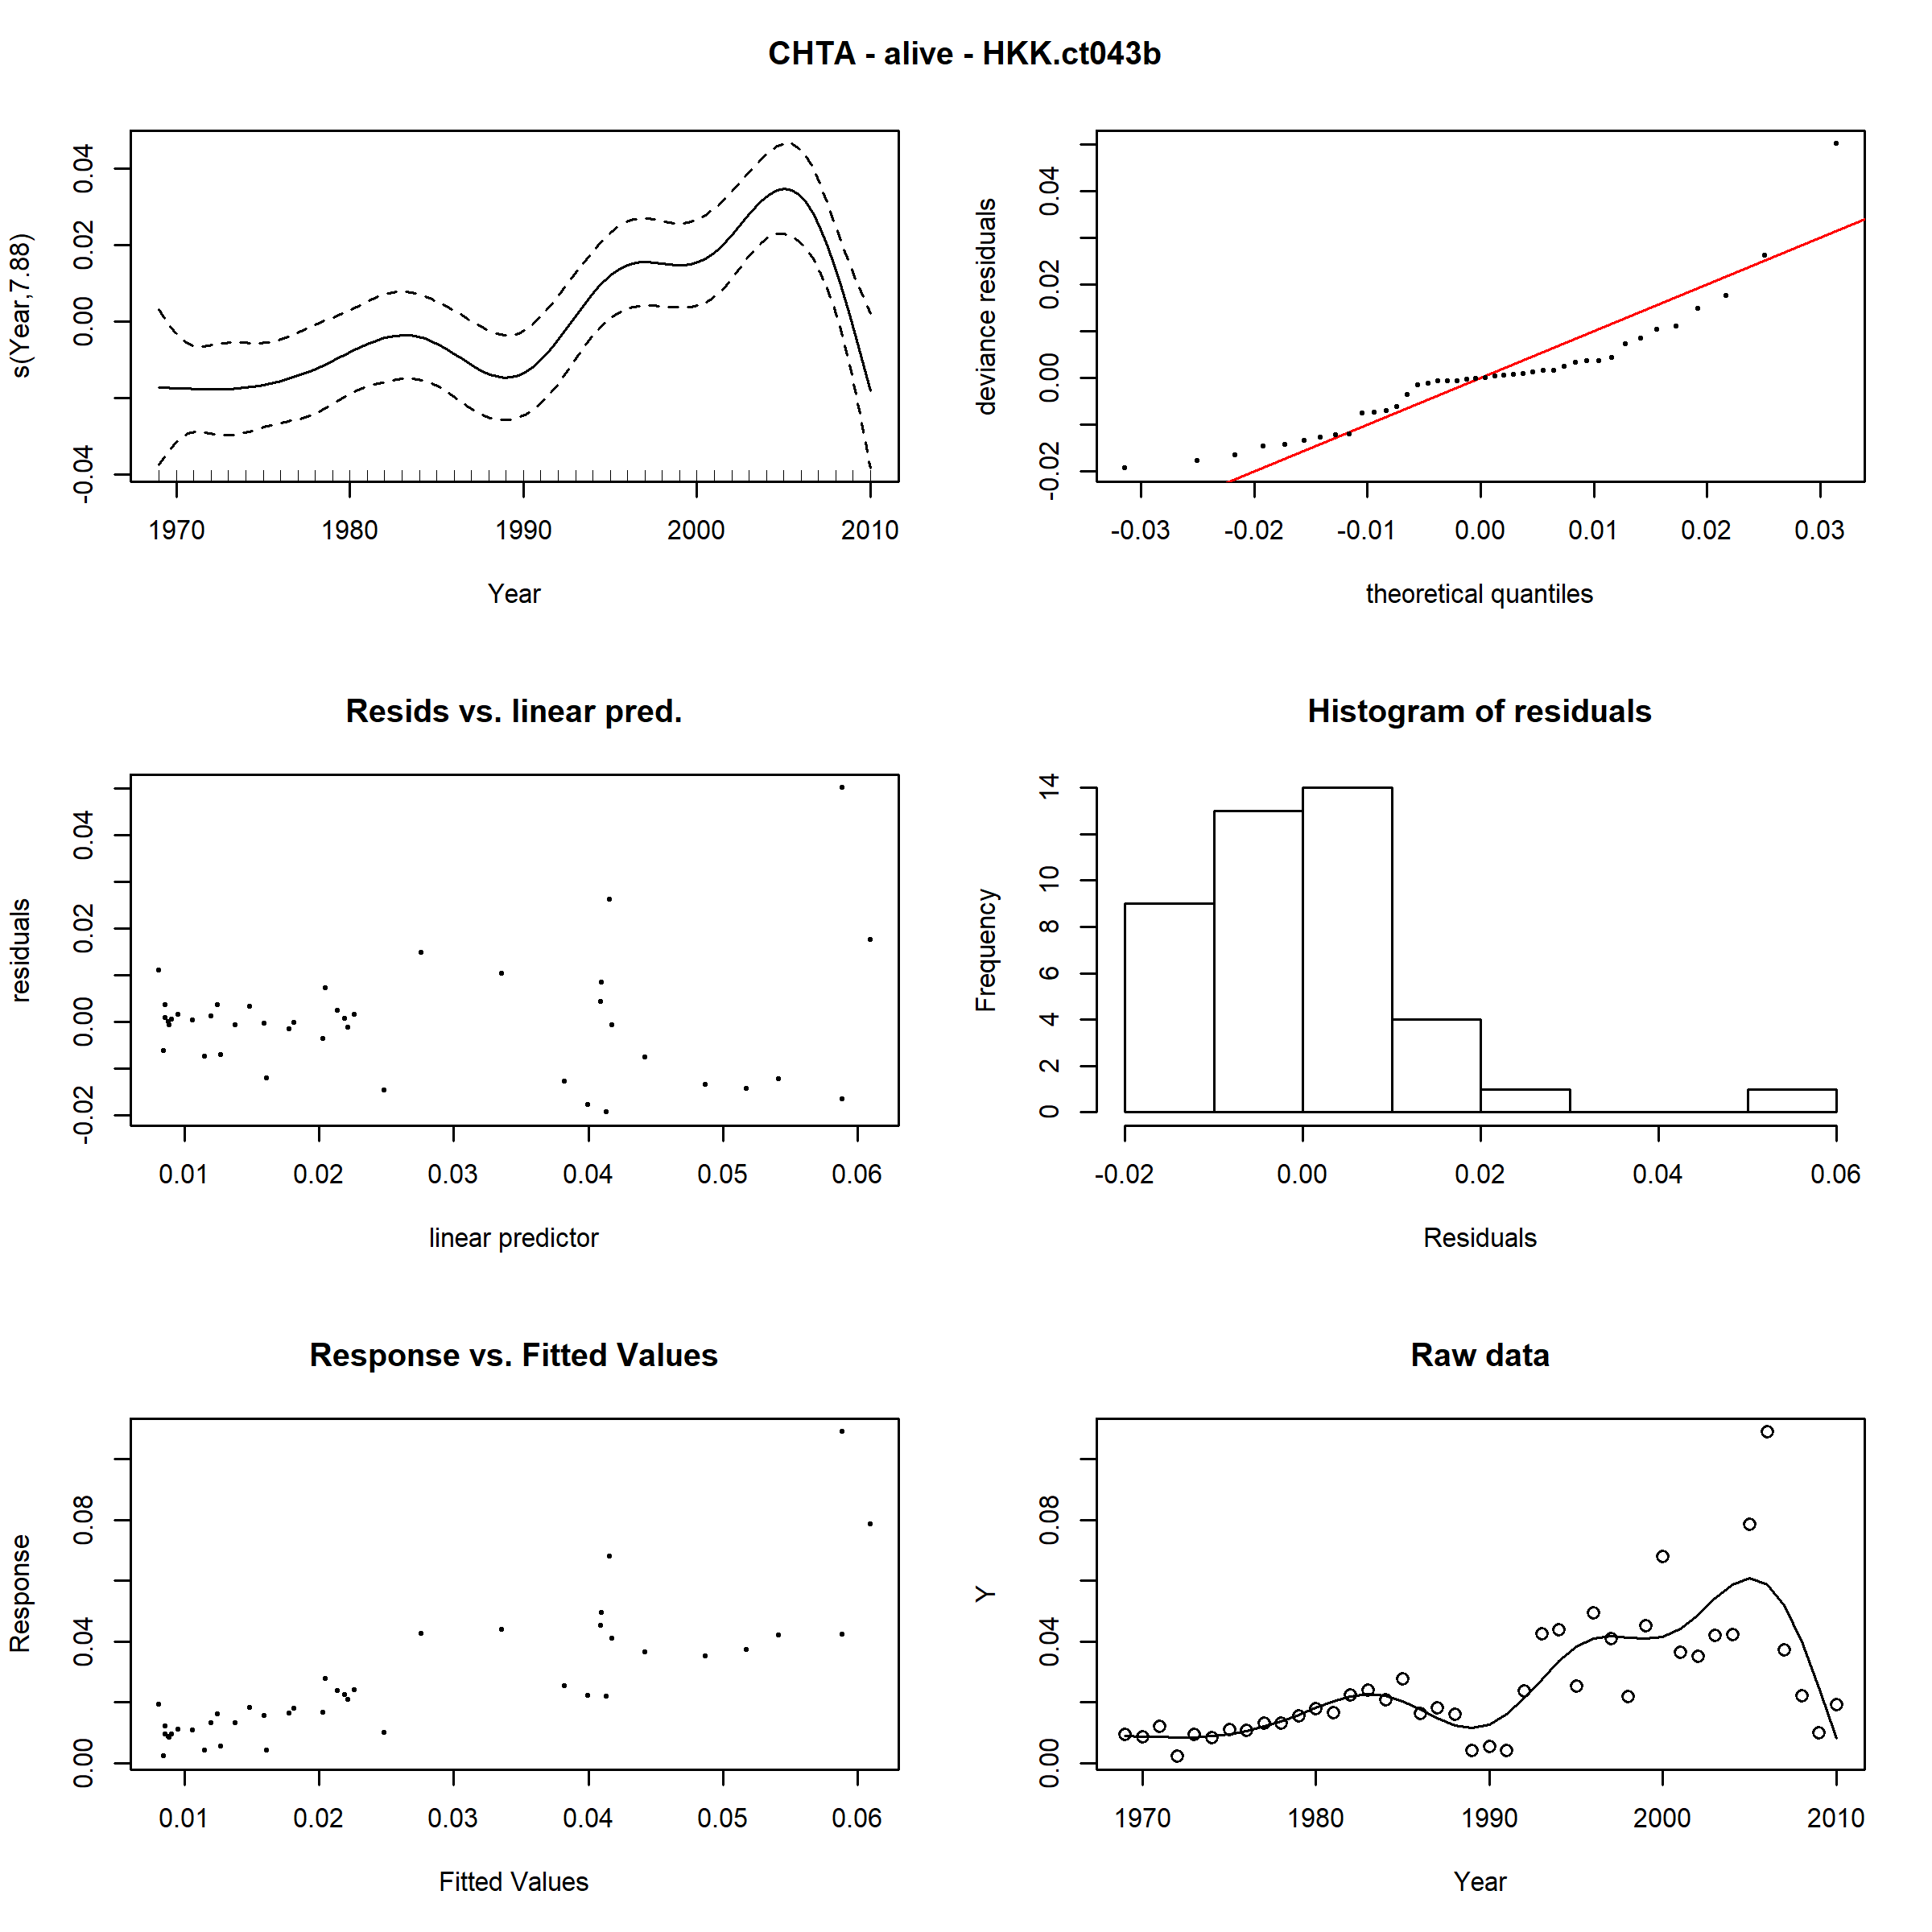 CHTA - alive - HKK.ct043b
s(Year,7.88)
-0.04 0.00 0.02 0.04
1970 1980 1990 2000 2010
Year
deviance residuals
-0.02 0.00 0.02 0.04
-0.03 -0.02 -0.01 0.00 0.01 0.02 0.03
theoretical quantiles
Resids vs. linear pred.
residuals
-0.02 0.00 0.02 0.04
0.01 0.02 0.03 0.04 0.05 0.06
linear predictor
Histogram of residuals
Frequency
0 2 4 6 8 10 14
-0.02 0.00 0.02 0.04 0.06
Residuals
Response vs. Fitted Values
Response
0.00 0.04 0.08
0.01 0.02 0.03 0.04 0.05 0.06
Fitted Values
Raw data
Y
0.00 0.04 0.08
1970 1980 1990 2000 2010
Year